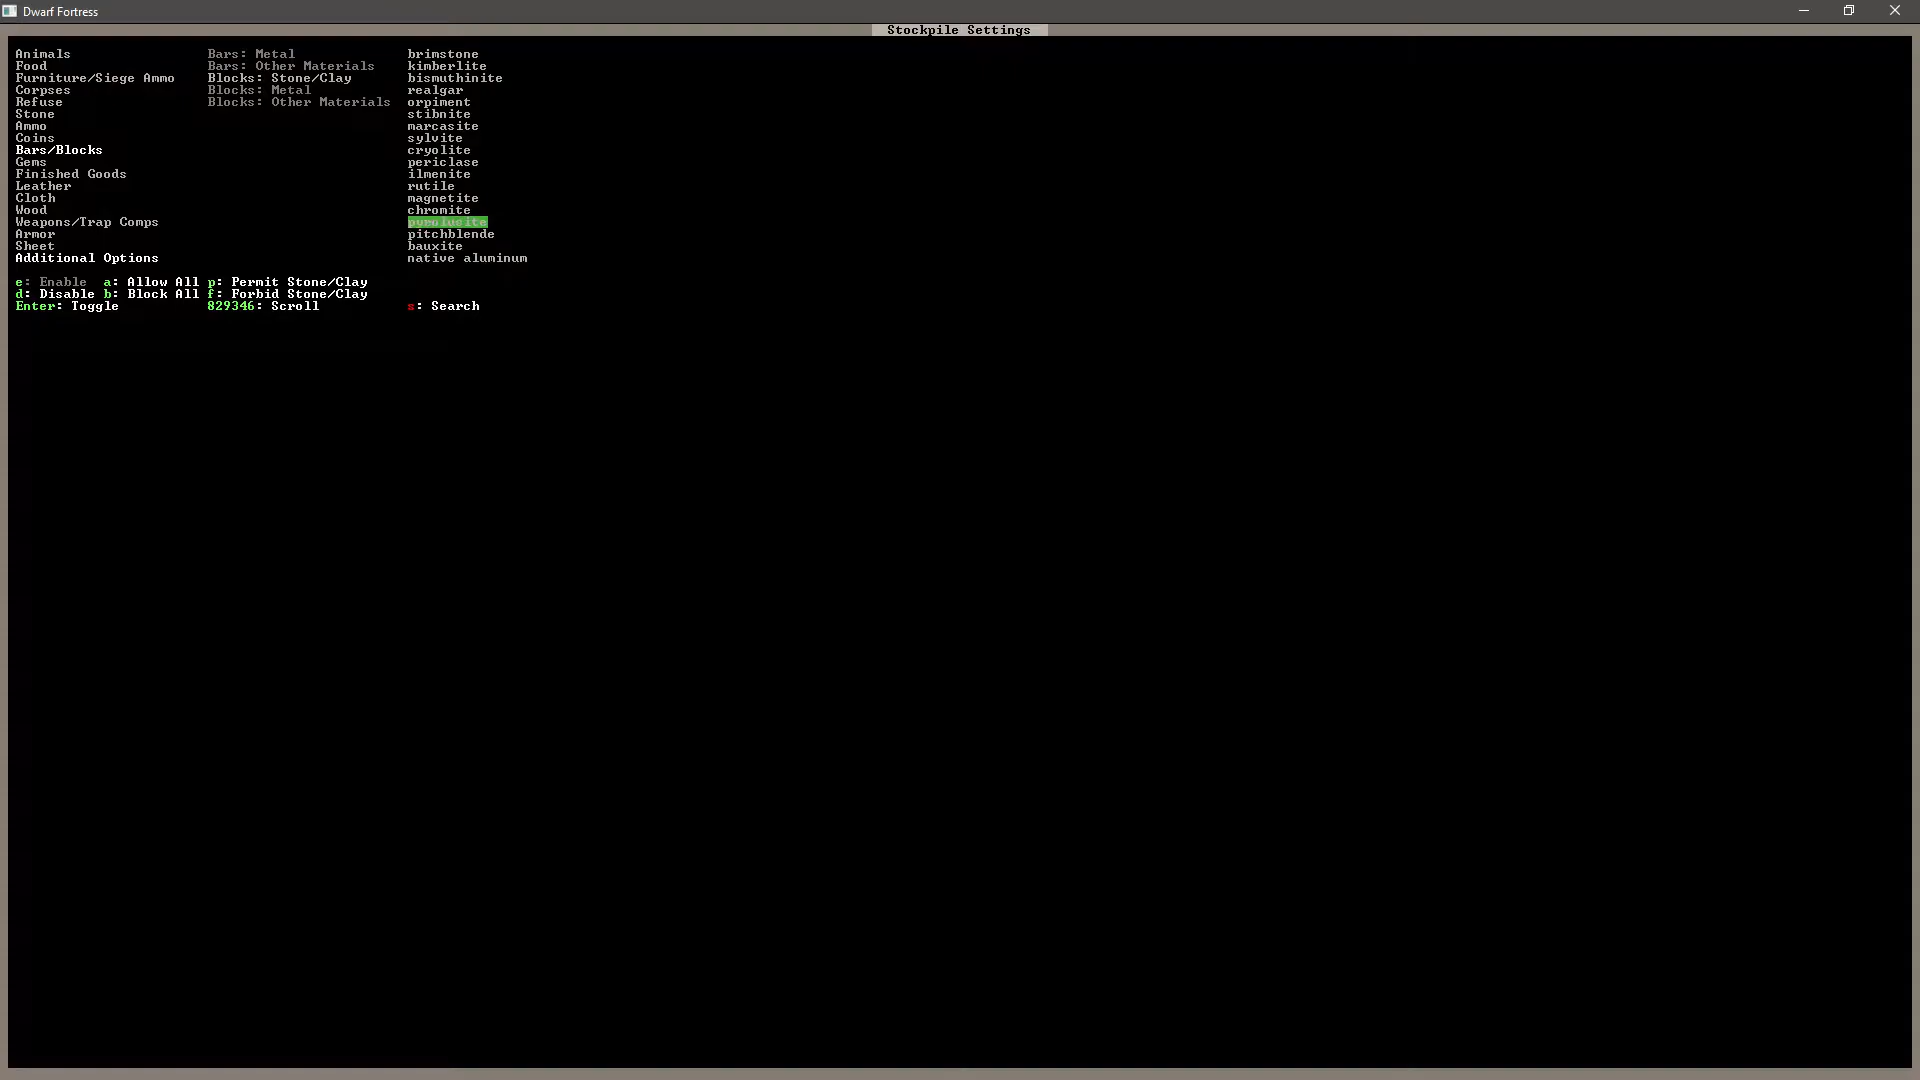 Dwarf Fortress
Stockpile Settings
Animals
Food
Furniture/Siege Ammo
Corpses
Refuse
Stone
Ammo
Coins
Bars/Blocks
Gems
Finished Goods
Leather
Cloth
Wood
Weapons/Trap Comps
Armor
Sheet
Additional Options
Bars: Metal
Bars: Other Materials
Blocks: Stone/Clay
Blocks: Metal
Blocks: Other Materials
brimstone
kimberlite
bismuthinite
realgar
orpiment
stibnite
marcasite
sylvite
cryolite
periclase
ilmenite
rutile
magnetite
chromite
pyrolusite
pitchblende
bauxite
native aluminum
e: Enable a: Allow All p: Permit Stone/Clay
d: Disable b: Block All f: Forbid Stone/Clay
Enter: Toggle 829346: Scroll s: Search